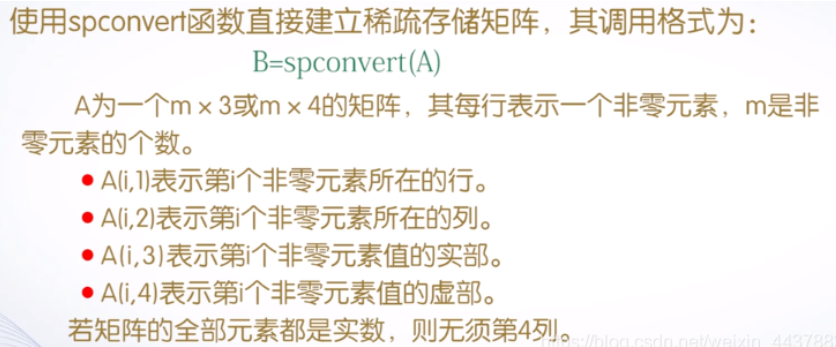 使用spconvert函数直接建立稀疏存储矩阵，其调用格式为：
B=spconvert(A)
A为一个m×3或m×4的矩阵，其每行表示一个非零元素，m是非
零元素的个数。
● A(i,1)表示第i个非零元素所在的行。
● A(i,2)表示第i个非零元素所在的列。
● A(i,3)表示第i个非零元素值的实部。
● A(i,4)表示第i个非零元素值的虚部。
若矩阵的全部元素都是实数，则无须第4列。
https://blog.csdn.net/weixin_443788